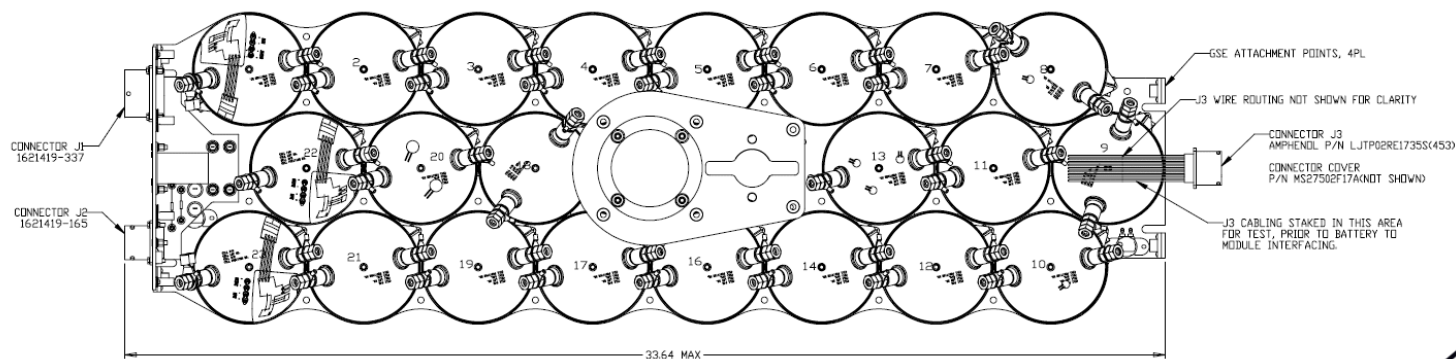 2
3
4
5
6
7
8
GSE ATTACHMENT POINTS, 4PL
J3 WIRE ROUTING NOT SHOWN FOR CLARITY
CONNECTOR J1
1621419-337
22
20
13
11
9
CONNECTOR J3
AMPHENOL P/N LJTP02RE1735S(453)
CONNECTOR COVER
P/N MS27502F17A(NOT SHOWN)
CONNECTOR J2
1621419-165
J3 CABLING STAKED IN THIS AREA
FOR TEST, PRIOR TO BATTERY TO
MODULE INTERFACING.
23
21
19
17
16
14
12
10
33.64 MAX